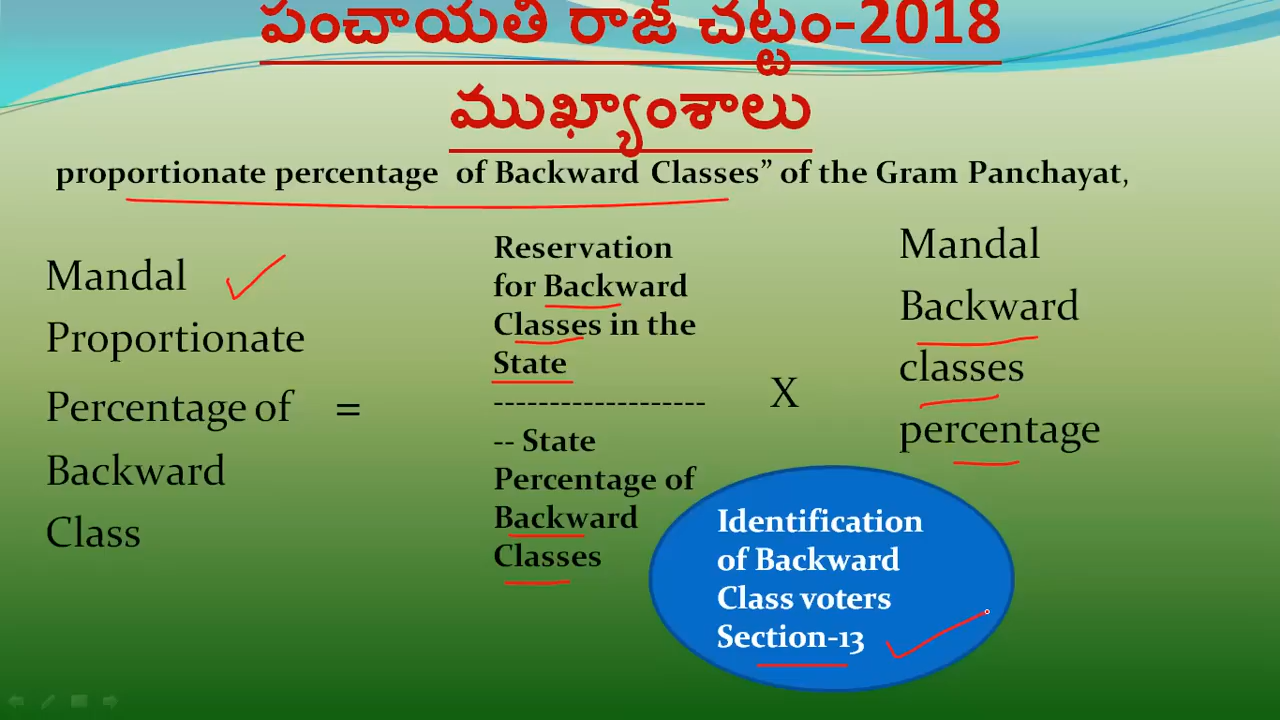 పంచాయతీ రాజ్ చట్టం-2018
ముఖ్యాంశాలు
proportionate percentage of Backward Classes” of the Gram Panchayat,
Mandal
Proportionate
Percentage of =
Backward
Class
Reservation
for Backward
Classes in the
State
-------------------
-- State
Percentage of
Backward
Classes
X
Mandal
Backward
classes
percentage
Identification
of Backward
Class voters
Section-13